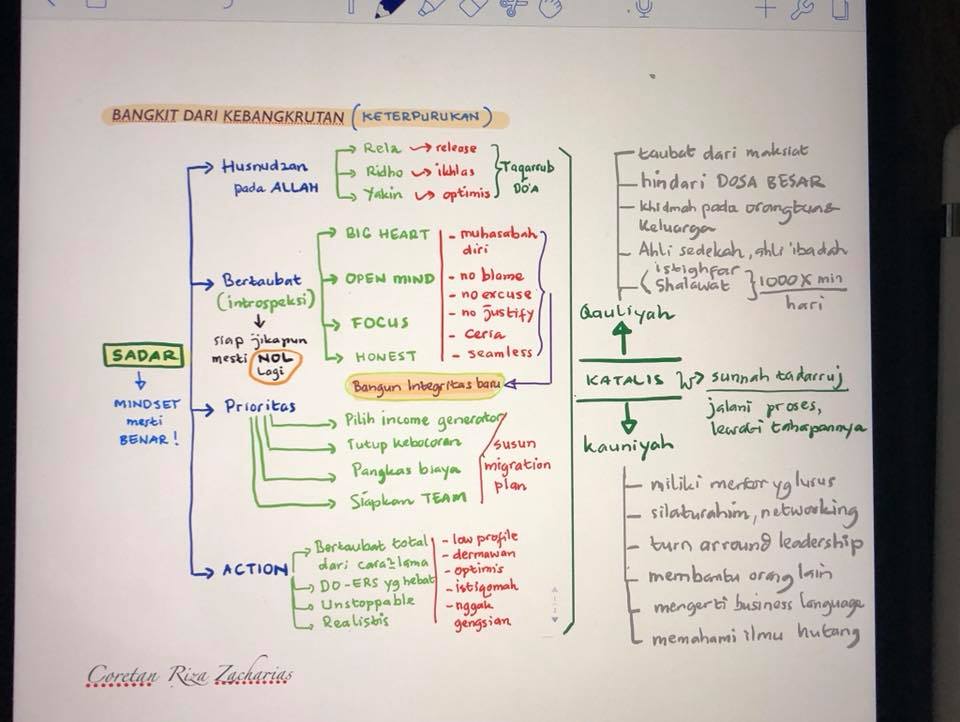 BANGKIT DARI KEBANGKRUTAN (KETERPURUKAN)
SADAR
MINDSET
mesti
BENAR!
Husnudzan
pada ALLAH
Rela → release
Ridho → ikhlas
Yakin → optimis
Taqarrub
DO'A
Bertaubat
(introspeksi)
siap jikapun
mesti NOL
Lagi
BIG HEART
OPEN MIND
FOCUS
HONEST
- muhasabah
diri
- no blame
- no excuse
- no justify
- ceria
- seamless
Bangun Integritas baru
Prioritas
Pilih income generator
Tutup kebocoran
Pangkas biaya
Siapkan TEAM
susun
migration
plan
ACTION
Bertaubat total
dari cara2 lama
DO-ERS yg hebat
Unstoppable
Realistis
- low profile
- dermawan
- optimis
- istiqomah
- nggak
gengsian
taubat dari maksiat
hindari DOSA BESAR
khidmah pada orangtua
keluarga
Ahli sedekah, ahli 'ibadah
istighfar
shalawat
1000X min
hari
Qauliyah
KATALIS
sunnah tadarruj
jalani proses,
lewati tahapannya
kauniyah
miliki mentor yg lurus
silaturahim, networking
turn arround leadership
membantu orang lain
mengerti business language
memahami ilmu hutang
Coretan Riza Zacharias